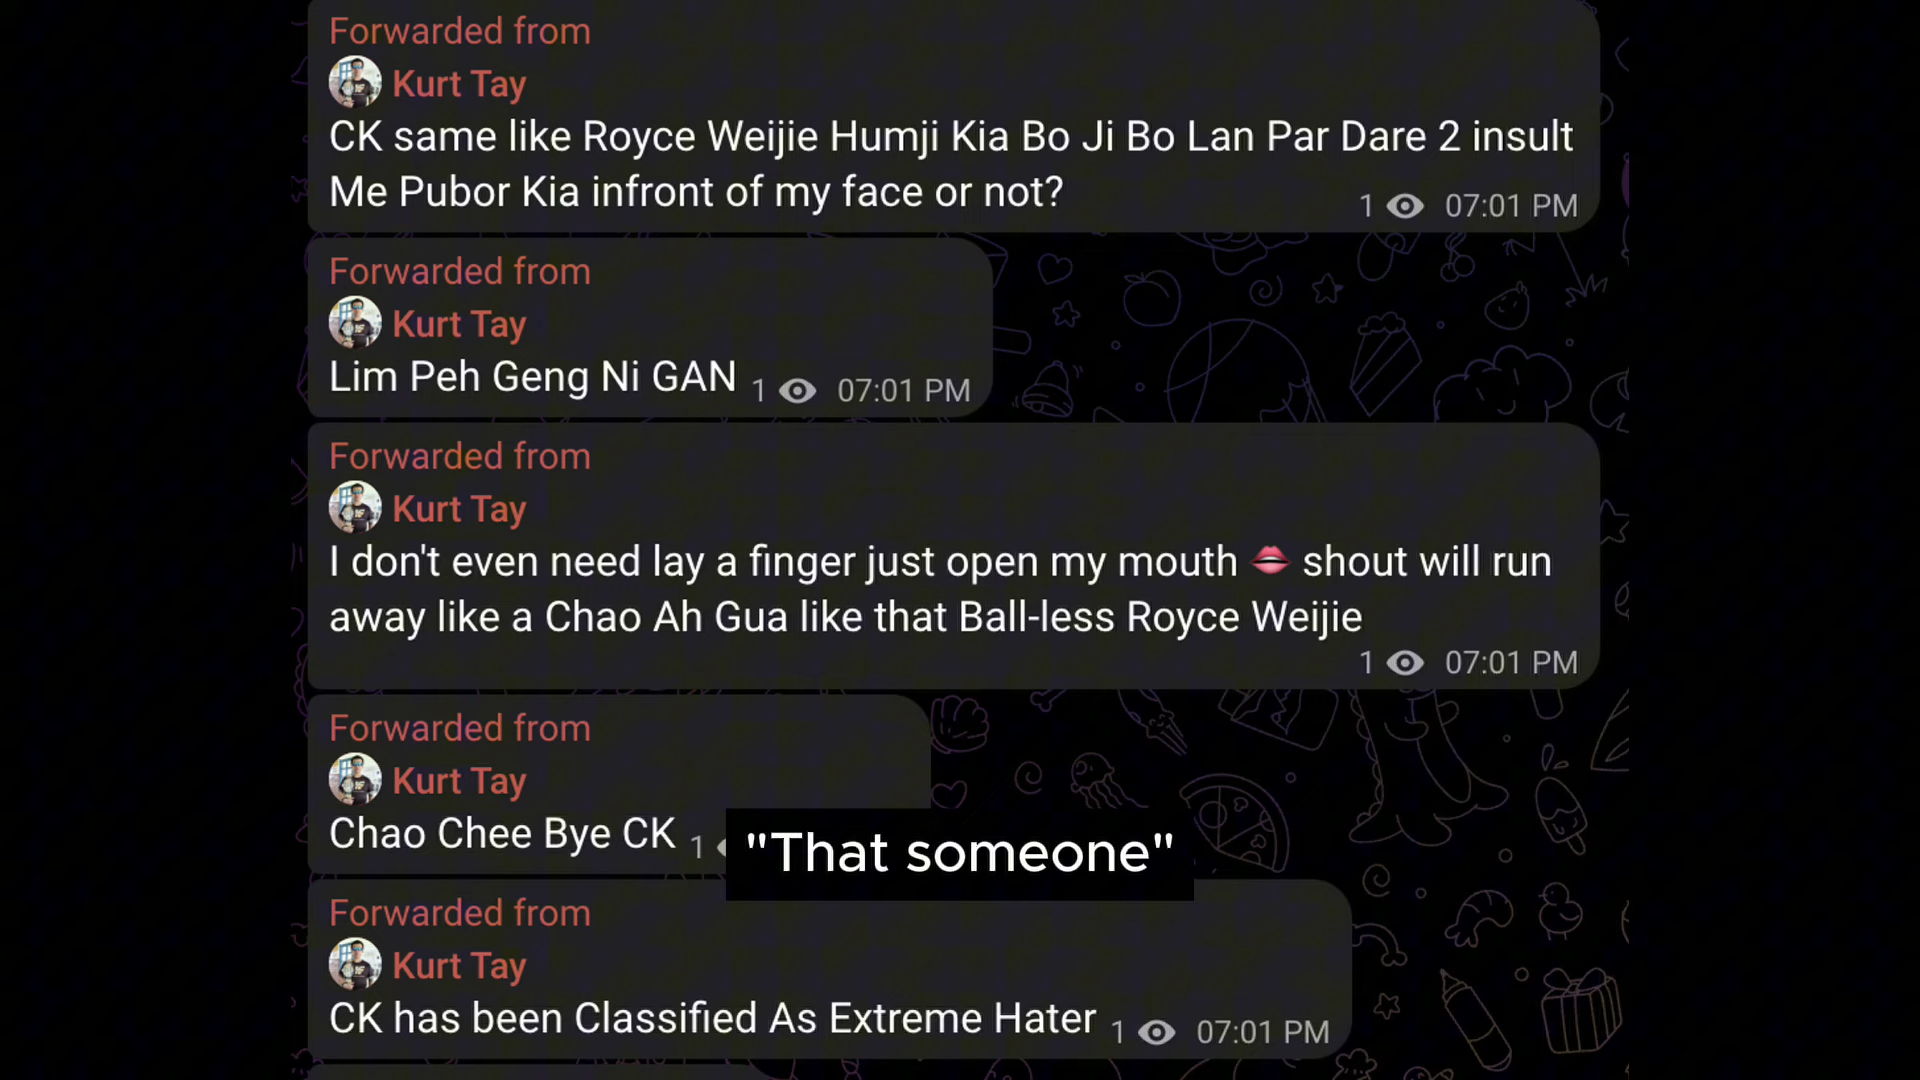 Forwarded from
Kurt Tay
CK same like Royce Weijie Humji Kia Bo Ji Bo Lan Par Dare 2 insult
Me Pubor Kia infront of my face or not?
1 07:01 PM
Forwarded from
Kurt Tay
Lim Peh Geng Ni GAN 1 07:01 PM
Forwarded from
Kurt Tay
I don't even need lay a finger just open my mouth 🫦 shout will run
away like a Chao Ah Gua like that Ball-less Royce Weijie
1 07:01 PM
Forwarded from
Kurt Tay
Chao Chee Bye CK 1
"That someone"
Forwarded from
Kurt Tay
CK has been Classified As Extreme Hater 1 07:01 PM